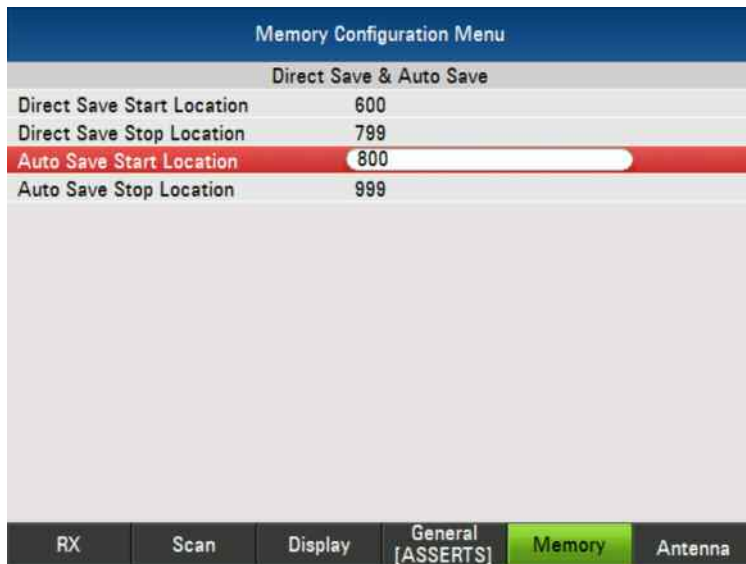 Memory Configuration Menu
Direct Save & Auto Save
Direct Save Start Location 600
Direct Save Stop Location 799
Auto Save Start Location 800
Auto Save Stop Location 999
RX Scan Display General [ASSERTS] Memory Antenna